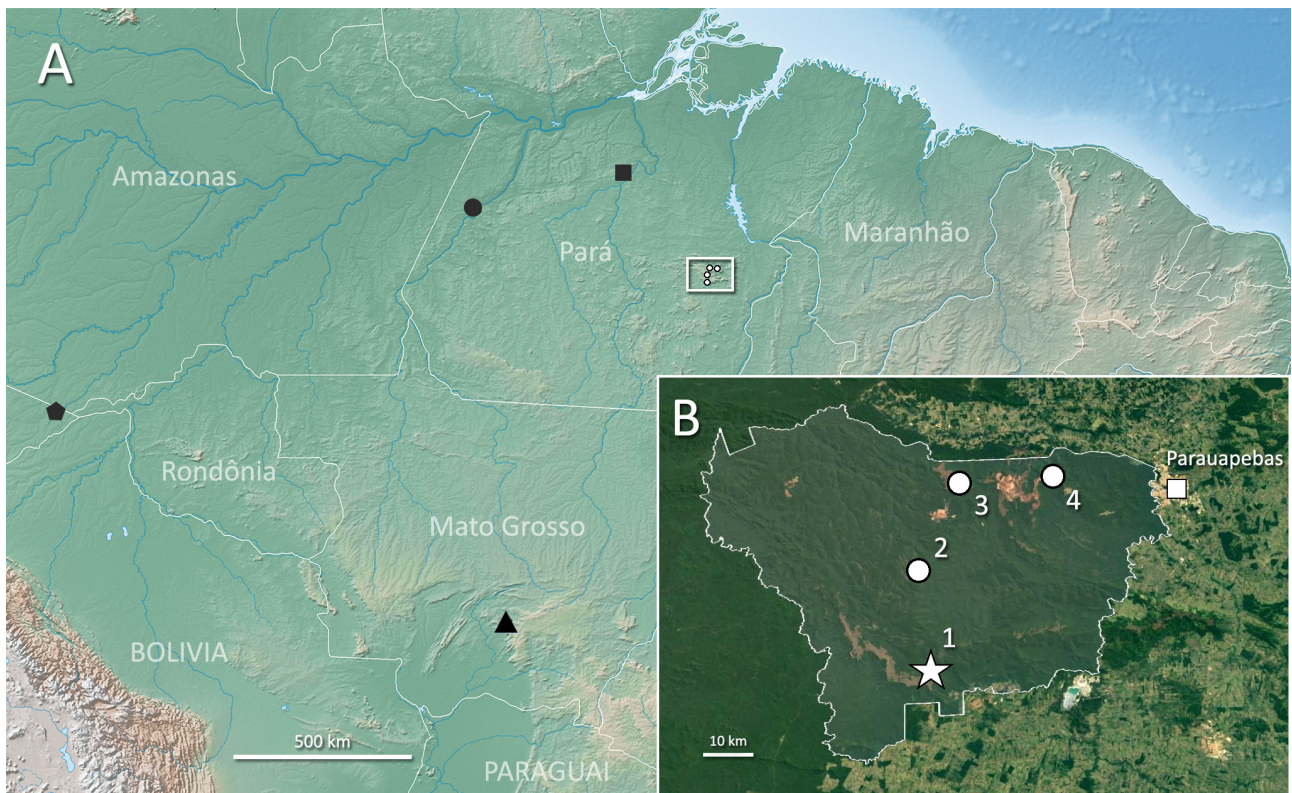 A
Amazonas
Pará
Maranhão
Rondônia
Mato Grosso
BOLIVIA
500 km
PARAGUAI
B
Parauapebas
3
4
2
1
10 km